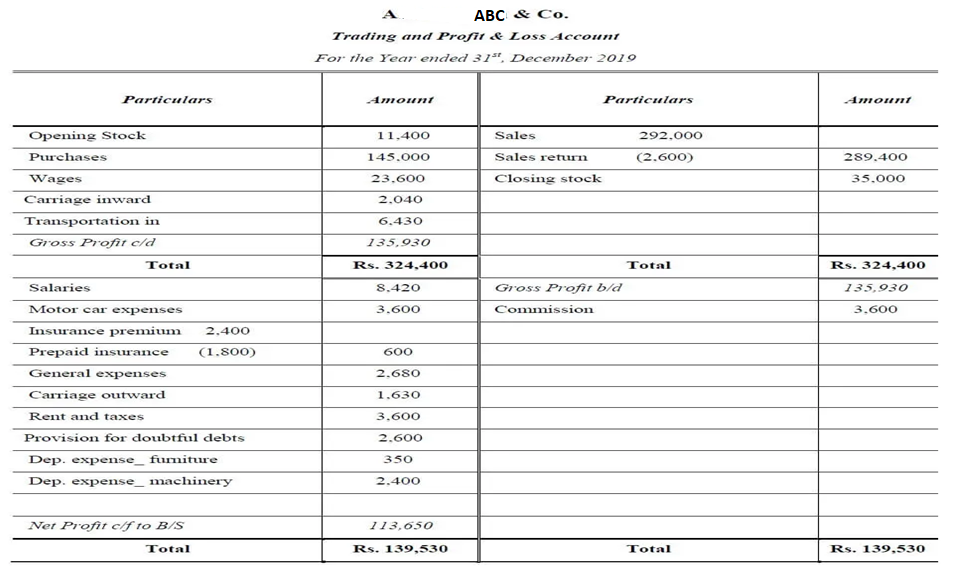 A ABC & Co.
Trading and Profit & Loss Account
For the Year ended 31st, December 2019
Particulars Amount Particulars Amount
Opening Stock 11,400 Sales 292,000
Purchases 145,000 Sales return (2,600) 289,400
Wages 23,600 Closing stock 35,000
Carriage inward 2,040
Transportation in 6,430
Gross Profit c/d 135,930
Total Rs. 324,400 Total Rs. 324,400
Salaries 8,420 Gross Profit b/d 135,930
Motor car expenses 3,600 Commission 3,600
Insurance premium 2,400
Prepaid insurance (1,800) 600
General expenses 2,680
Carriage outward 1,630
Rent and taxes 3,600
Provision for doubtful debts 2,600
Dep. expense_ furniture 350
Dep. expense_ machinery 2,400
Net Profit c/f to B/S 113,650
Total Rs. 139,530 Total Rs. 139,530